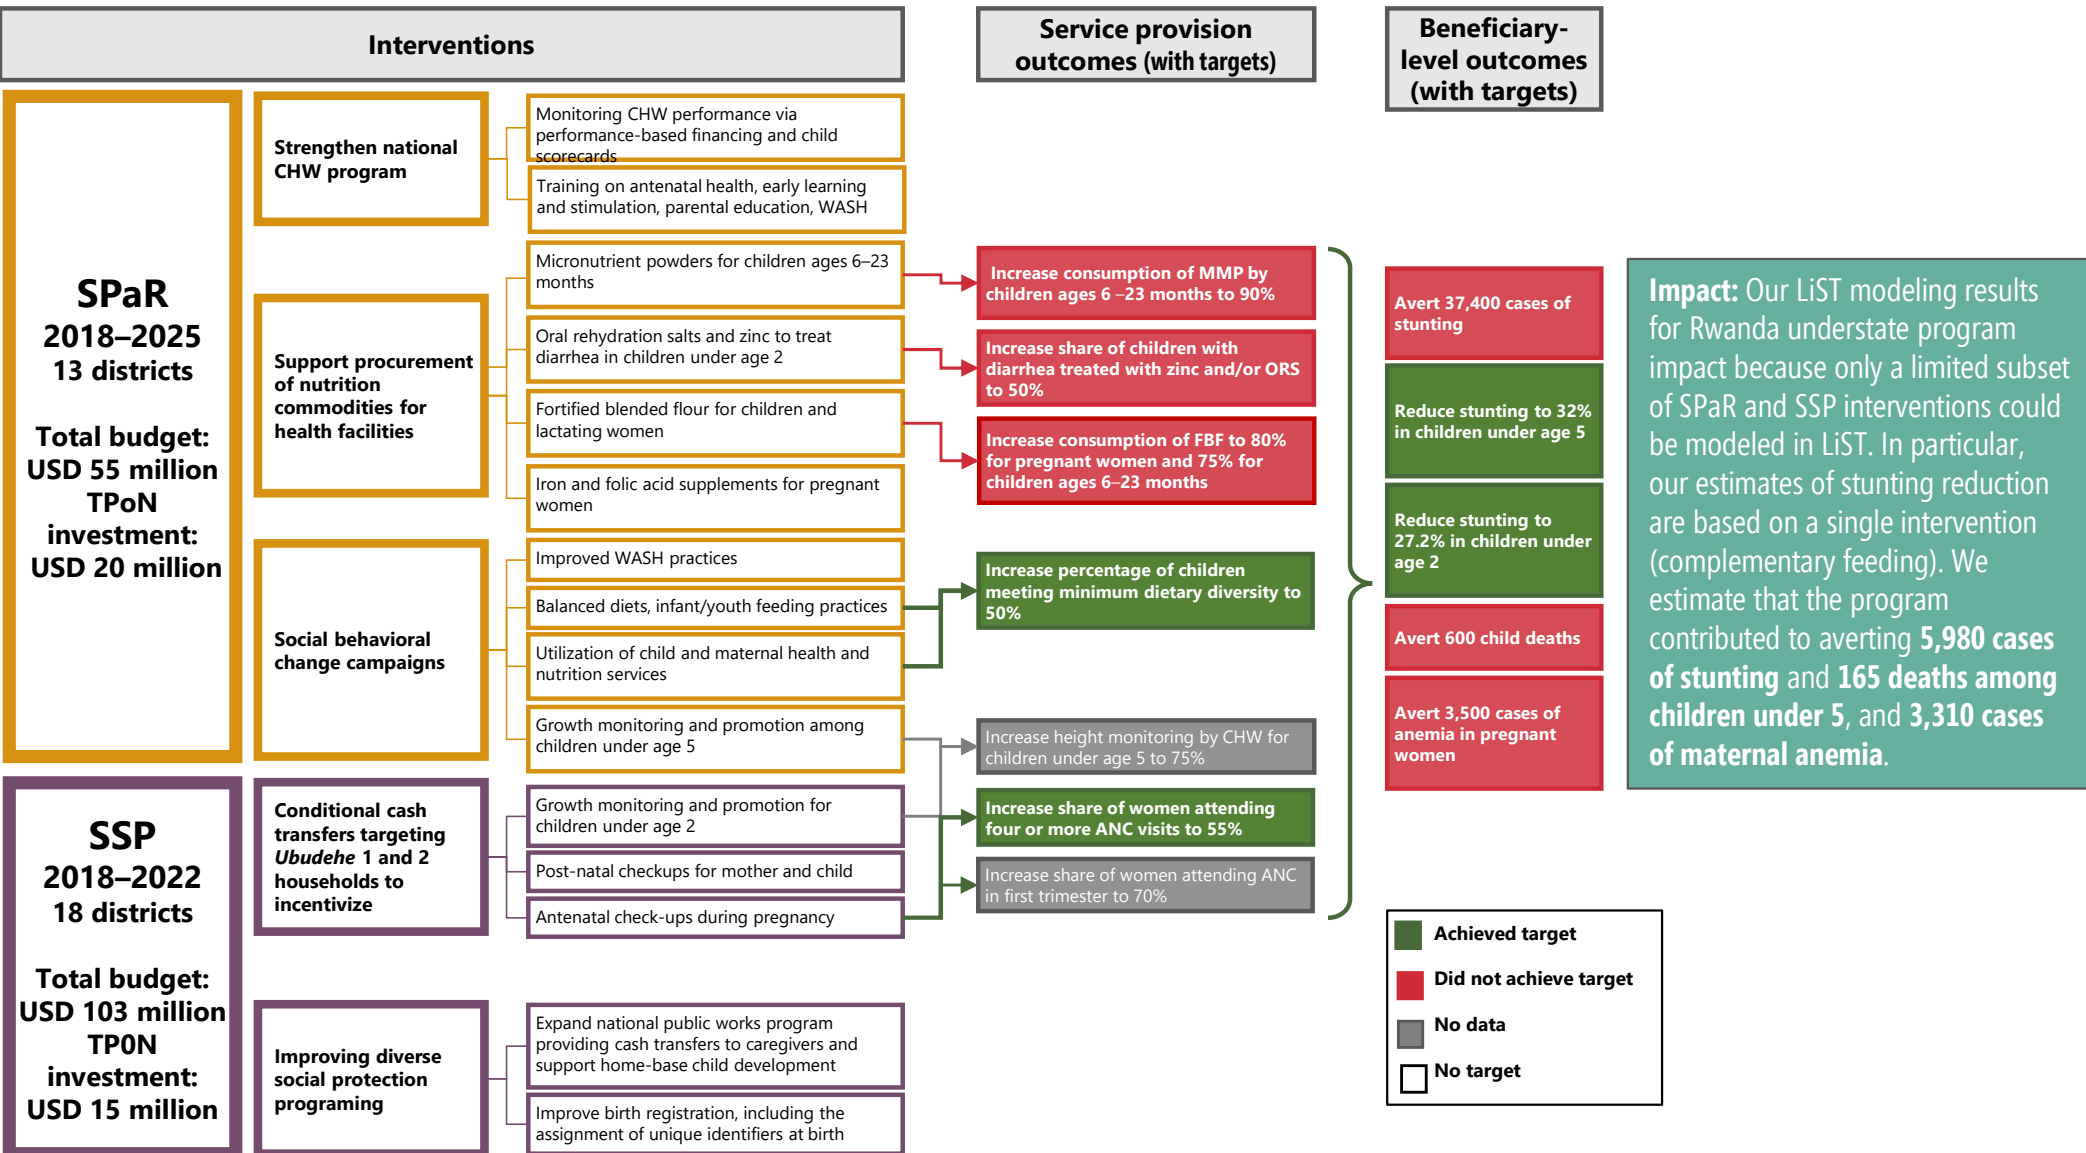 Interventions
Service provision
outcomes (with targets)
Beneficiary-
level outcomes
(with targets)
SPaR
2018–2025
13 districts
Total budget:
USD 55 million
TPoN
investment:
USD 20 million
Strengthen national
CHW program
Monitoring CHW performance via
performance-based financing and child
scorecards
Training on antenatal health, early learning
and stimulation, parental education, WASH
Support procurement
of nutrition
commodities for
health facilities
Micronutrient powders for children ages 6–23
months
Oral rehydration salts and zinc to treat
diarrhea in children under age 2
Fortified blended flour for children and
lactating women
Iron and folic acid supplements for pregnant
women
Social behavioral
change campaigns
Improved WASH practices
Balanced diets, infant/youth feeding practices
Utilization of child and maternal health and
nutrition services
Growth monitoring and promotion among
children under age 5
SSP
2018–2022
18 districts
Total budget:
USD 103 million
TP0N
investment:
USD 15 million
Conditional cash
transfers targeting
Ubudehe 1 and 2
households to
incentivize
Growth monitoring and promotion for
children under age 2
Post-natal checkups for mother and child
Antenatal check-ups during pregnancy
Improving diverse
social protection
programing
Expand national public works program
providing cash transfers to caregivers and
support home-base child development
Improve birth registration, including the
assignment of unique identifiers at birth
Increase consumption of MMP by
children ages 6 –23 months to 90%
Increase share of children with
diarrhea treated with zinc and/or ORS
to 50%
Increase consumption of FBF to 80%
for pregnant women and 75% for
children ages 6–23 months
Increase percentage of children
meeting minimum dietary diversity to
50%
Increase height monitoring by CHW for
children under age 5 to 75%
Increase share of women attending
four or more ANC visits to 55%
Increase share of women attending ANC
in first trimester to 70%
Avert 37,400 cases of
stunting
Reduce stunting to 32%
in children under age 5
Reduce stunting to
27.2% in children under
age 2
Avert 600 child deaths
Avert 3,500 cases of
anemia in pregnant
women
Impact: Our LiST modeling results
for Rwanda understate program
impact because only a limited subset
of SPaR and SSP interventions could
be modeled in LiST. In particular,
our estimates of stunting reduction
are based on a single intervention
(complementary feeding). We
estimate that the program
contributed to averting 5,980 cases
of stunting and 165 deaths among
children under 5, and 3,310 cases
of maternal anemia.
Achieved target
Did not achieve target
No data
No target